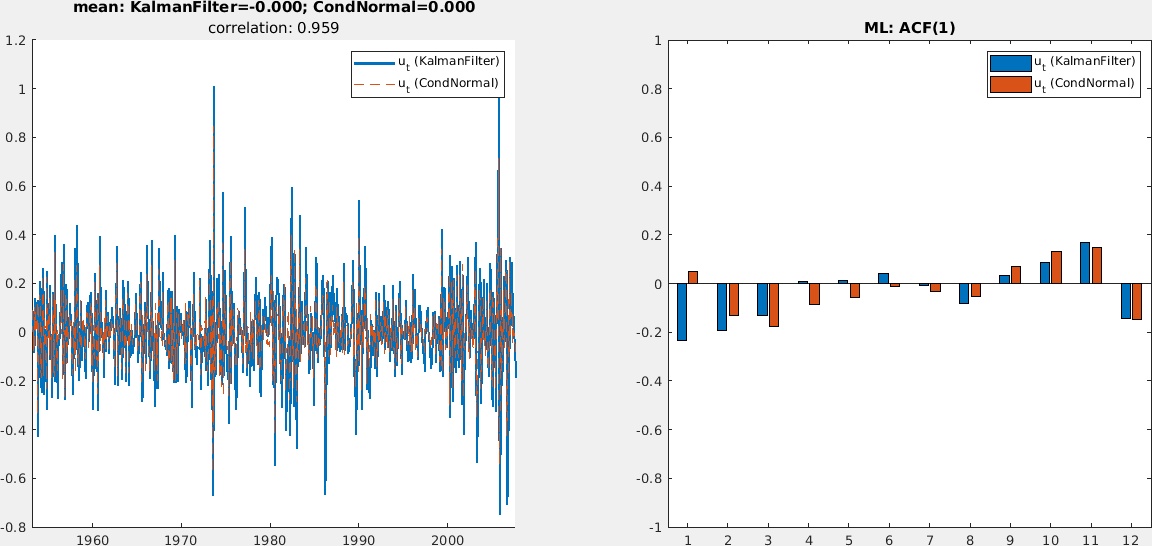 mean: KalmanFilter=-0.000; CondNormal=0.000
correlation: 0.959
1.2
1
0.8
0.6
0.4
0.2
0
-0.2
-0.4
-0.6
-0.8
1960 1970 1980 1990 2000
u_t (KalmanFilter)
u_t (CondNormal)
ML: ACF(1)
1
0.8
0.6
0.4
0.2
0
-0.2
-0.4
-0.6
-0.8
-1
1 2 3 4 5 6 7 8 9 10 11 12
u_t (KalmanFilter)
u_t (CondNormal)